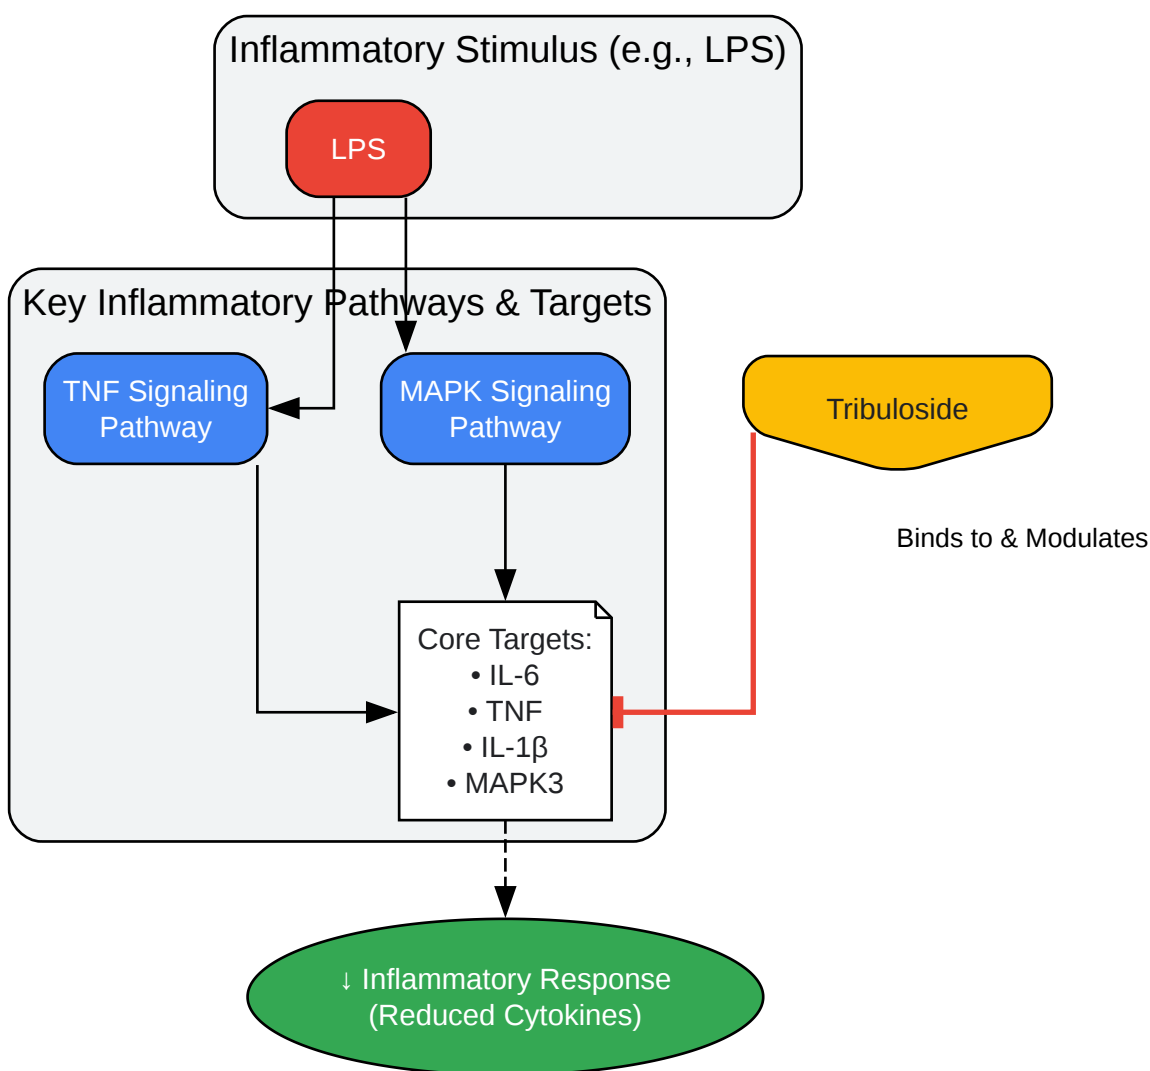 Inflammatory Stimulus (e.g., LPS)
LPS
Key Inflammatory Pathways & Targets
TNF Signaling
Pathway
MAPK Signaling
Pathway
Tribuloside
Binds to & Modulates
Core Targets:
• IL-6
• TNF
• IL-1β
• MAPK3
↓ Inflammatory Response
(Reduced Cytokines)